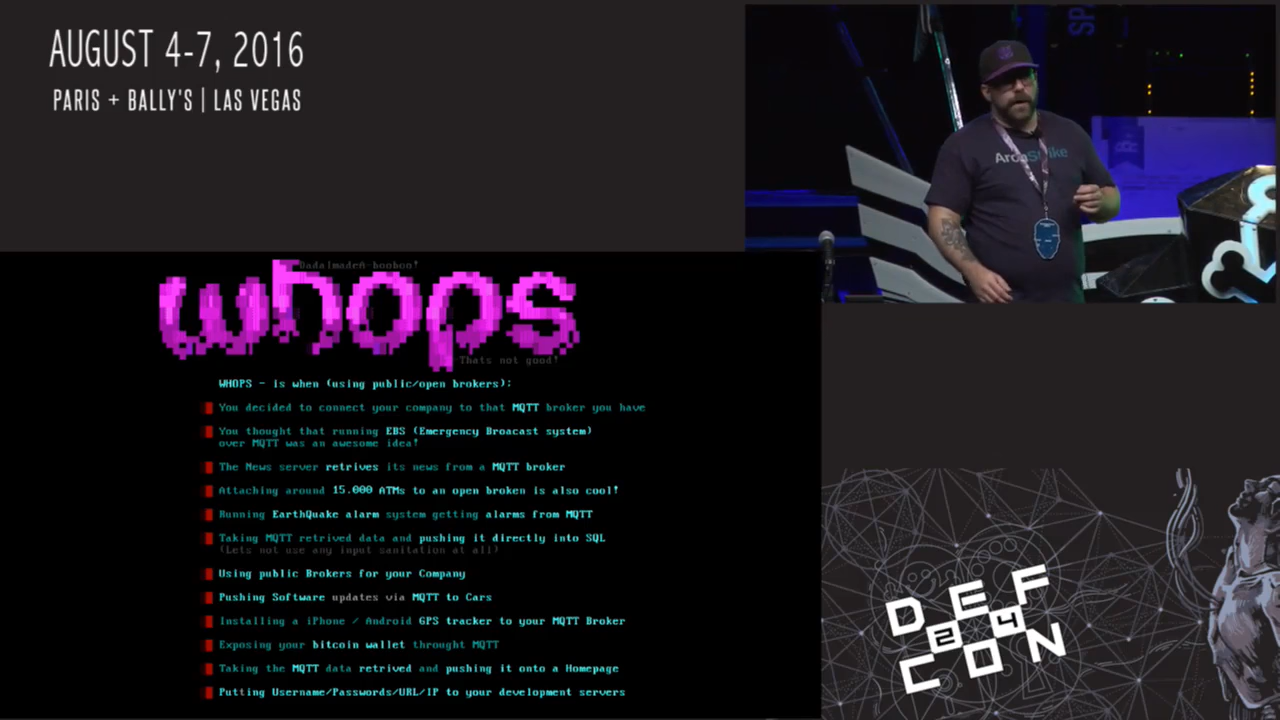 AUGUST 4-7, 2016
PARIS + BALLY'S | LAS VEGAS
ArcaStrike
whops
Thats not good!
WHOPS - is when (using public/open brokers):
You decided to connect your company to that MQTT broker you have
You thought that running EBS (Emergency Broacast system)
over MQTT was an awesome idea!
The News server retrives its news from a MQTT broker
Attaching around 15.000 ATMs to an open broken is also cool!
Running EarthQuake alarm system getting alarms from MQTT
Taking MQTT retrived data and pushing it directly into SQL
(Lets not use any input sanitation at all)
Using public Brokers for your Company
Pushing Software updates via MQTT to Cars
Installing a iPhone / Android GPS tracker to your MQTT Broker
Exposing your bitcoin wallet throught MQTT
Taking the MQTT data retrived and pushing it onto a Homepage
Putting Username/Passwords/URL/IP to your development servers
DEF
24
CON